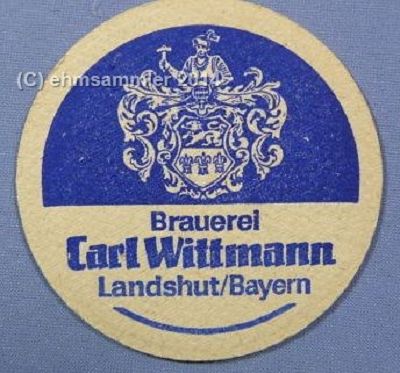 (C) ehmsammler 2014
Brauerei
Carl Wittmann
Landshut/Bayern